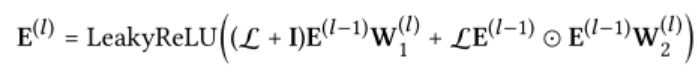 E^{(l)} = LeakyReLU((ℒ + I)E^{(l−1)}W_1^{(l)} + ℒE^{(l−1)} ⊙ E^{(l−1)}W_2^{(l)})